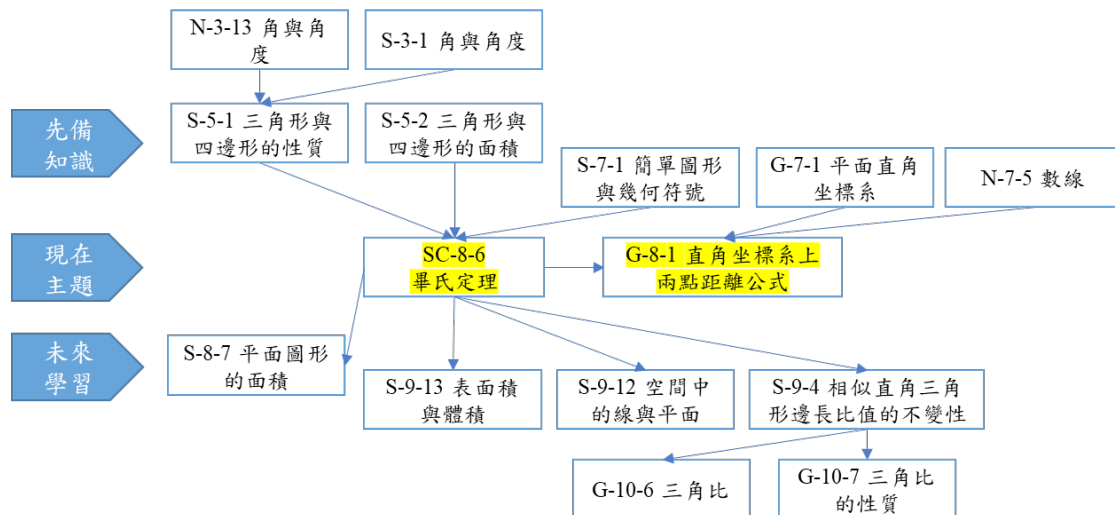 N-3-13 角與角
度
S-3-1 角與角度
先備
知識
S-5-1 三角形與
四邊形的性質
S-5-2 三角形與
四邊形的面積
S-7-1 簡單圖形
與幾何符號
G-7-1 平面直角
坐標系
N-7-5 數線
現在
主題
SC-8-6
畢氏定理
G-8-1 直角坐標系上
兩點距離公式
未來
學習
S-8-7 平面圖形
的面積
S-9-13 表面積
與體積
S-9-12 空間中
的線與平面
S-9-4 相似直角三角
形邊長比值的不變性
G-10-6 三角比
G-10-7 三角比
的性質